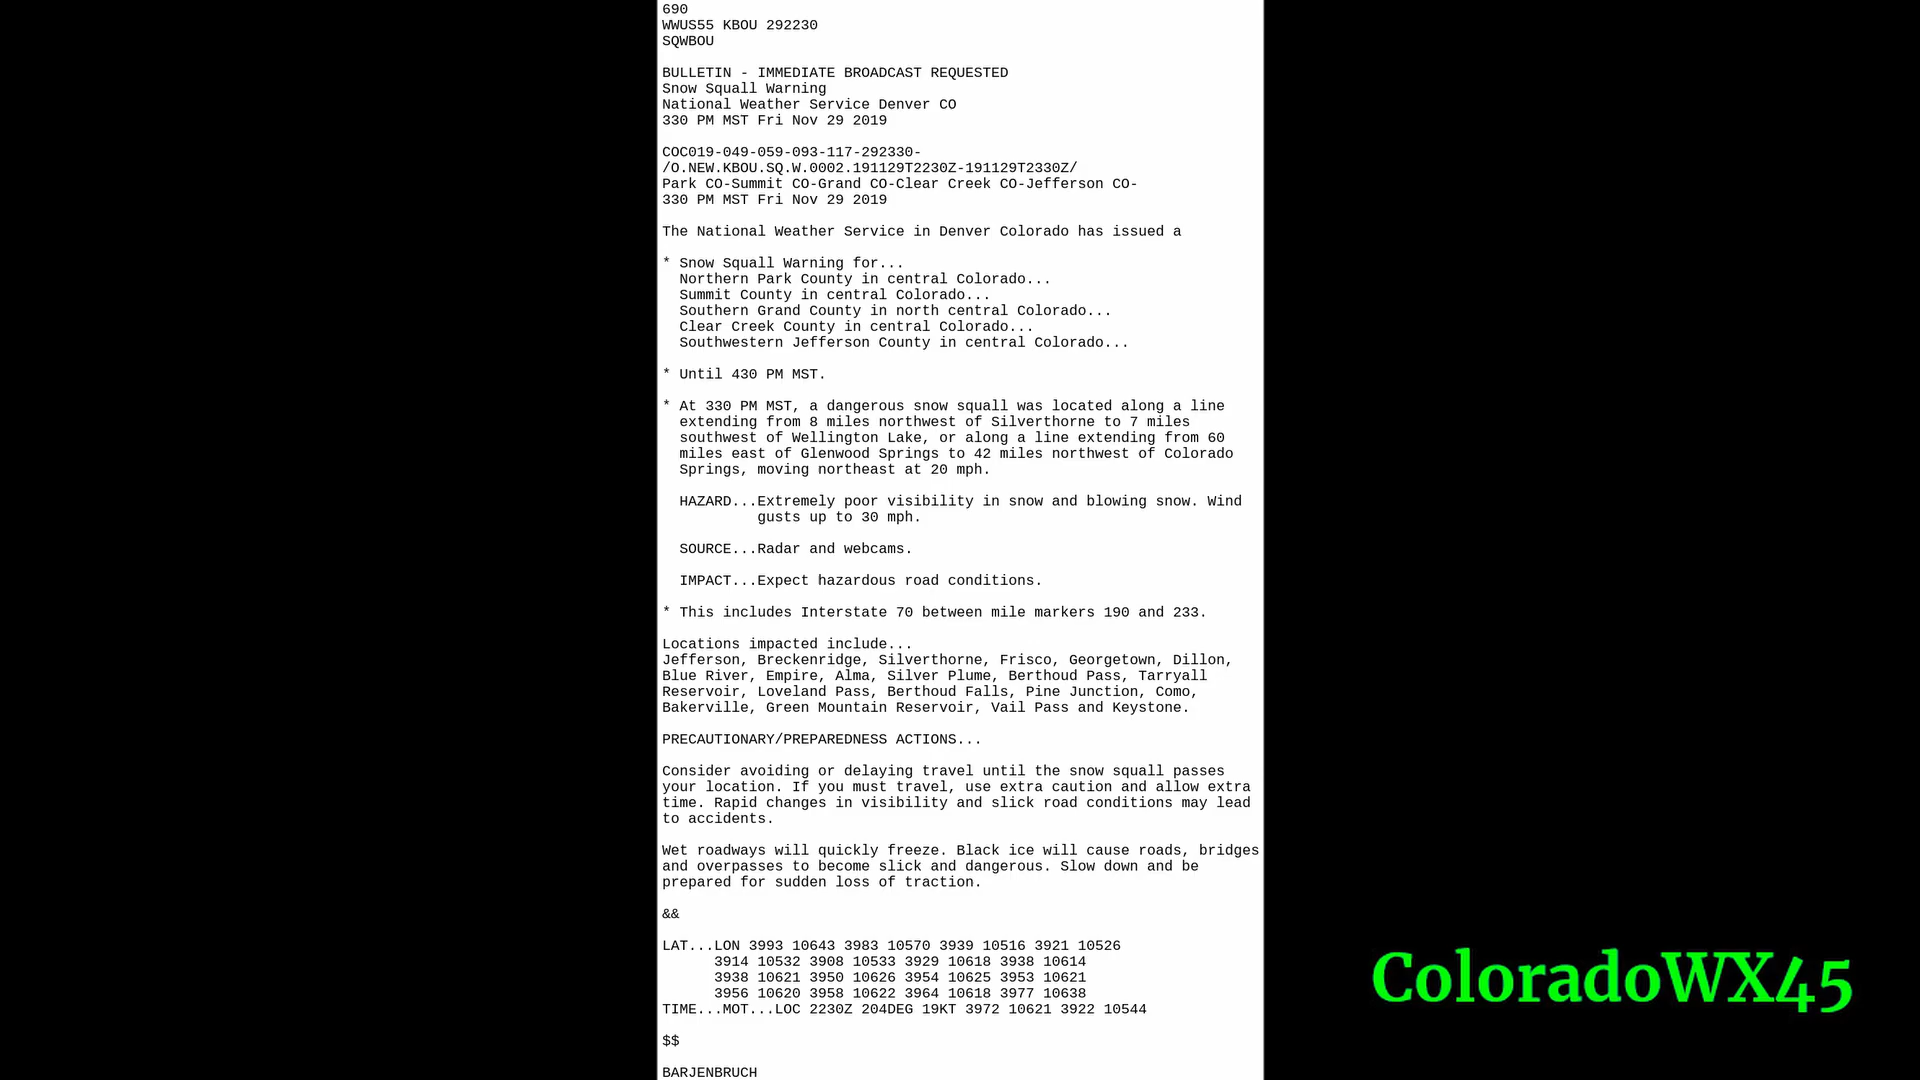 690
WWUS55 KBOU 292230
SQWBOU
BULLETIN - IMMEDIATE BROADCAST REQUESTED
Snow Squall Warning
National Weather Service Denver CO
330 PM MST Fri Nov 29 2019
COC019-049-059-093-117-292330-
/O.NEW.KBOU.SQ.W.0002.191129T2230Z-191129T2330Z/
Park CO-Summit CO-Grand CO-Clear Creek CO-Jefferson CO-
330 PM MST Fri Nov 29 2019
The National Weather Service in Denver Colorado has issued a
* Snow Squall Warning for...
Northern Park County in central Colorado...
Summit County in central Colorado...
Southern Grand County in north central Colorado...
Clear Creek County in central Colorado...
Southwestern Jefferson County in central Colorado...
* Until 430 PM MST.
* At 330 PM MST, a dangerous snow squall was located along a line
extending from 8 miles northwest of Silverthorne to 7 miles
southwest of Wellington Lake, or along a line extending from 60
miles east of Glenwood Springs to 42 miles northwest of Colorado
Springs, moving northeast at 20 mph.
HAZARD...Extremely poor visibility in snow and blowing snow. Wind
gusts up to 30 mph.
SOURCE...Radar and webcams.
IMPACT...Expect hazardous road conditions.
* This includes Interstate 70 between mile markers 190 and 233.
Locations impacted include...
Jefferson, Breckenridge, Silverthorne, Frisco, Georgetown, Dillon,
Blue River, Empire, Alma, Silver Plume, Berthoud Pass, Tarryall
Reservoir, Loveland Pass, Berthoud Falls, Pine Junction, Como,
Bakerville, Green Mountain Reservoir, Vail Pass and Keystone.
PRECAUTIONARY/PREPAREDNESS ACTIONS...
Consider avoiding or delaying travel until the snow squall passes
your location. If you must travel, use extra caution and allow extra
time. Rapid changes in visibility and slick road conditions may lead
to accidents.
Wet roadways will quickly freeze. Black ice will cause roads, bridges
and overpasses to become slick and dangerous. Slow down and be
prepared for sudden loss of traction.
&&
LAT...LON 3993 10643 3983 10570 3939 10516 3921 10526
3914 10532 3908 10533 3929 10618 3938 10614
3938 10621 3950 10626 3954 10625 3953 10621
3956 10620 3958 10622 3964 10618 3977 10638
TIME...MOT...LOC 2230Z 204DEG 19KT 3972 10621 3922 10544
$$
BARJENBRUCH
ColoradoWX45